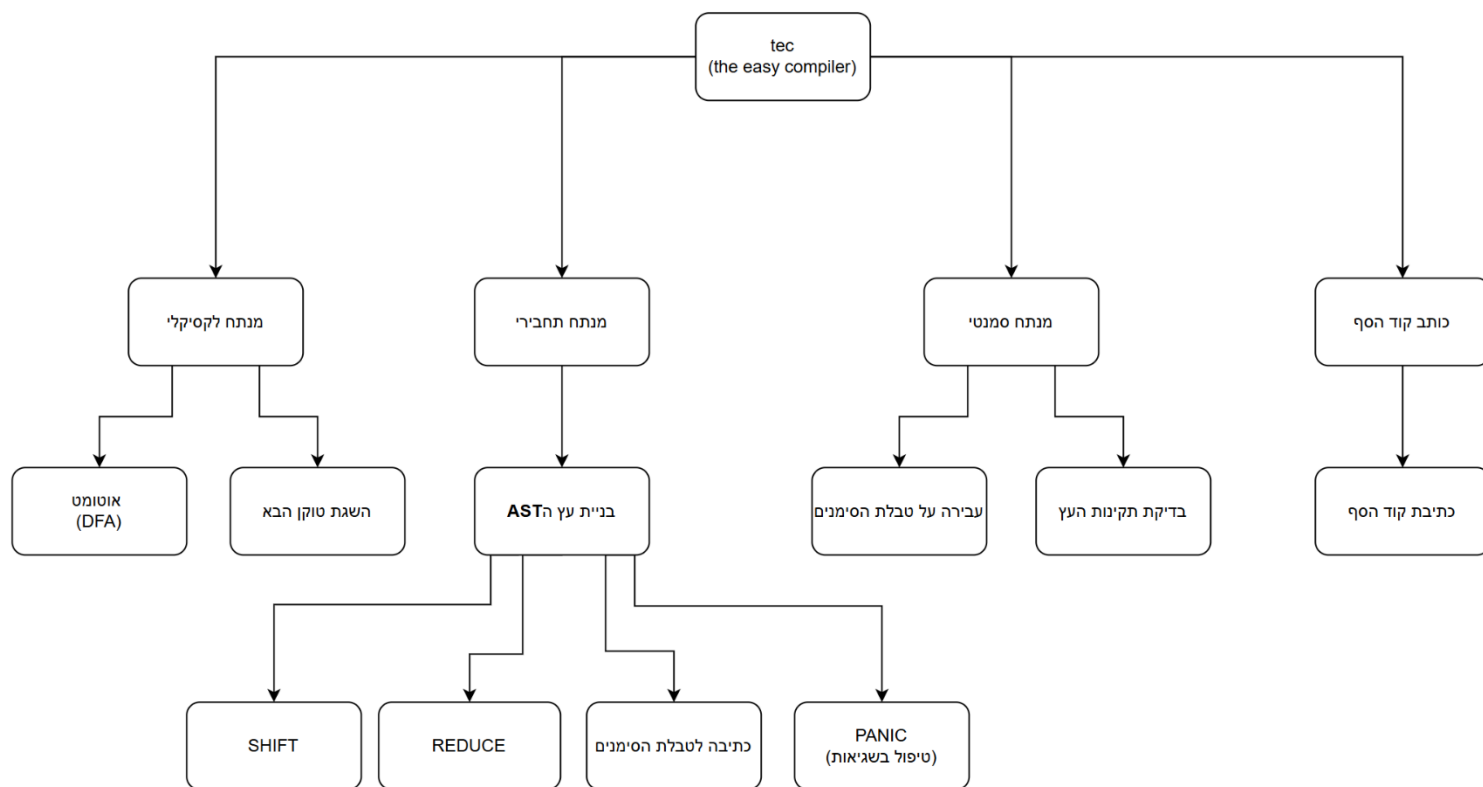 tec
(the easy compiler)
מנתח לקסיקלי
מנתח תחבירי
מנתח סמנטי
כותב קוד הסף
אוטומט
(DFA)
השגת טוקן הבא
בניית עץ הAST
עבירה על טבלת הסימנים
בדיקת תקינות העץ
כתיבת קוד הסף
SHIFT
REDUCE
כתיבה לטבלת הסימנים
PANIC
(טיפול בשגיאות)